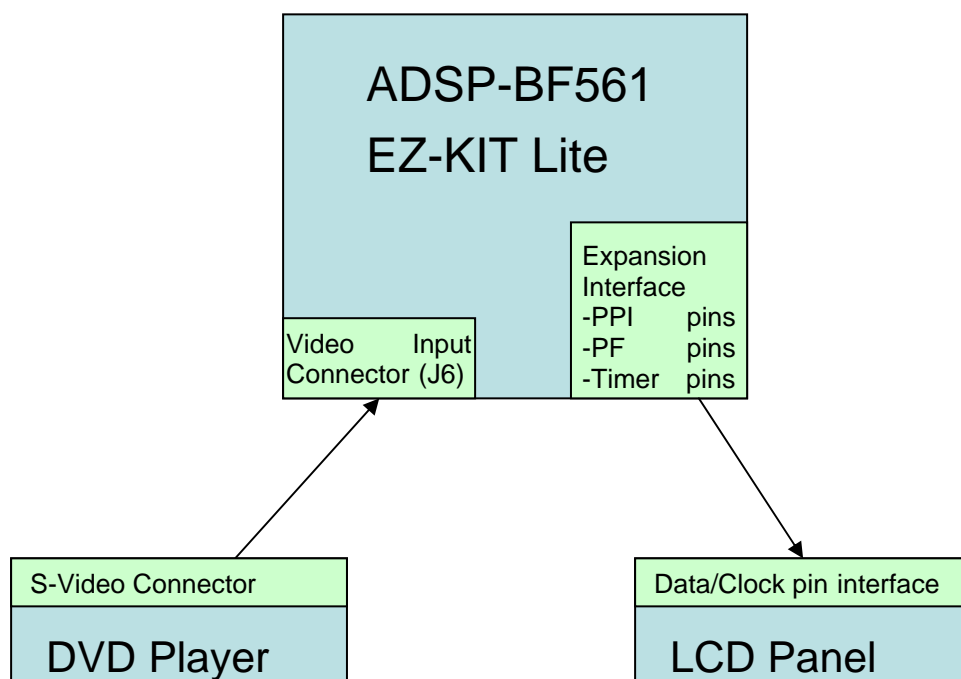 ADSP-BF561
EZ-KIT Lite
Expansion
Interface
-PPI pins
-PF pins
-Timer pins
Video Input
Connector (J6)
S-Video Connector
DVD Player
Data/Clock pin interface
LCD Panel